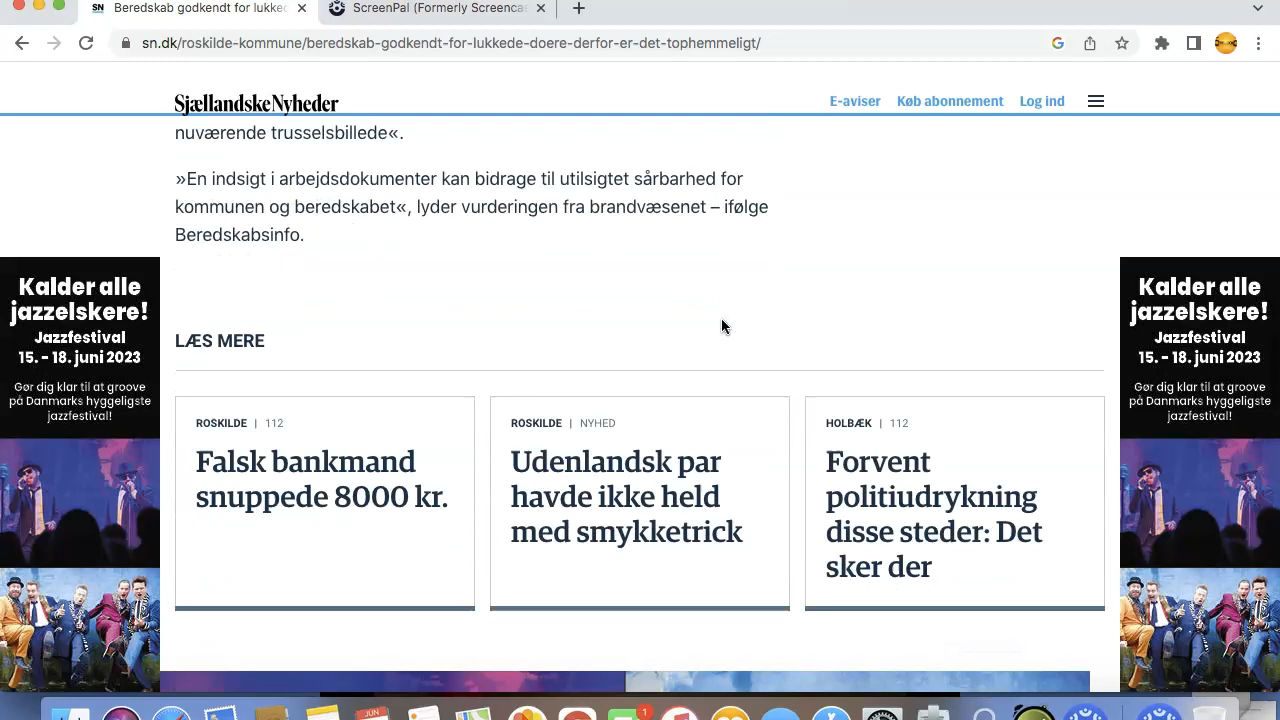 Beredskab godkendt for lukked
ScreenPal (Formerly Screencas
sn.dk/roskilde-kommune/beredskab-godkendt-for-lukkede-doere-derfor-er-det-tophemmeligt/
SjællandskeNyheder
E-aviser Køb abonnement Log ind
nuværende trusselsbillede«.
»En indsigt i arbejdsdokumenter kan bidrage til utilsigtet sårbarhed for
kommunen og beredskabet«, lyder vurderingen fra brandvæsenet – ifølge
Beredskabsinfo.
Kalder alle
jazzelskere!
Jazzfestival
15. - 18. juni 2023
Gør dig klar til at groove
på Danmarks hyggeligste
jazzfestival!
LÆS MERE
ROSKILDE | 112
Falsk bankmand
snuppede 8000 kr.
ROSKILDE | NYHED
Udenlandsk par
havde ikke held
med smykketrick
HOLBÆK | 112
Forvent
politiudrykning
disse steder: Det
sker der
Kalder alle
jazzelskere!
Jazzfestival
15. - 18. juni 2023
Gør dig klar til at groove
på Danmarks hyggeligste
jazzfestival!
JUN
1